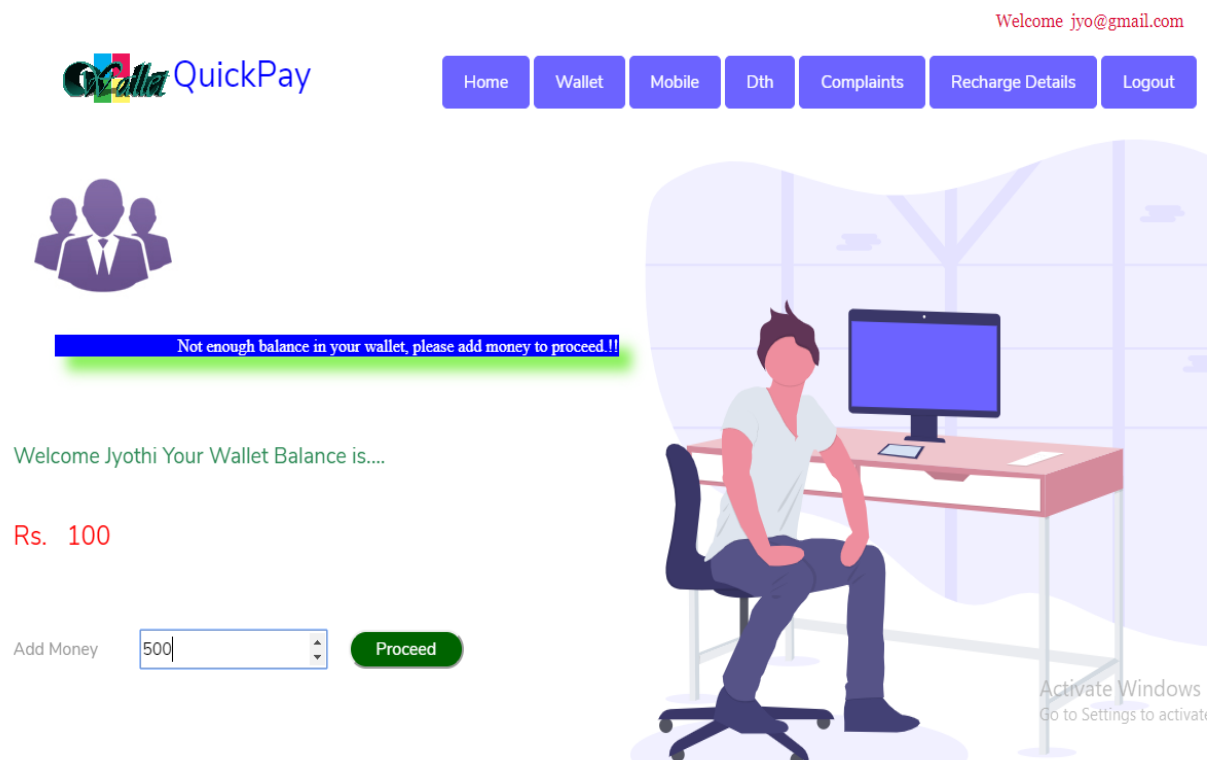 Welcome jyo@gmail.com
Wallet QuickPay
Home Wallet Mobile Dth Complaints Recharge Details Logout
Not enough balance in your wallet, please add money to proceed.!!
Welcome Jyothi Your Wallet Balance is....
Rs. 100
Add Money 500 Proceed
Activate Windows
Go to Settings to activate